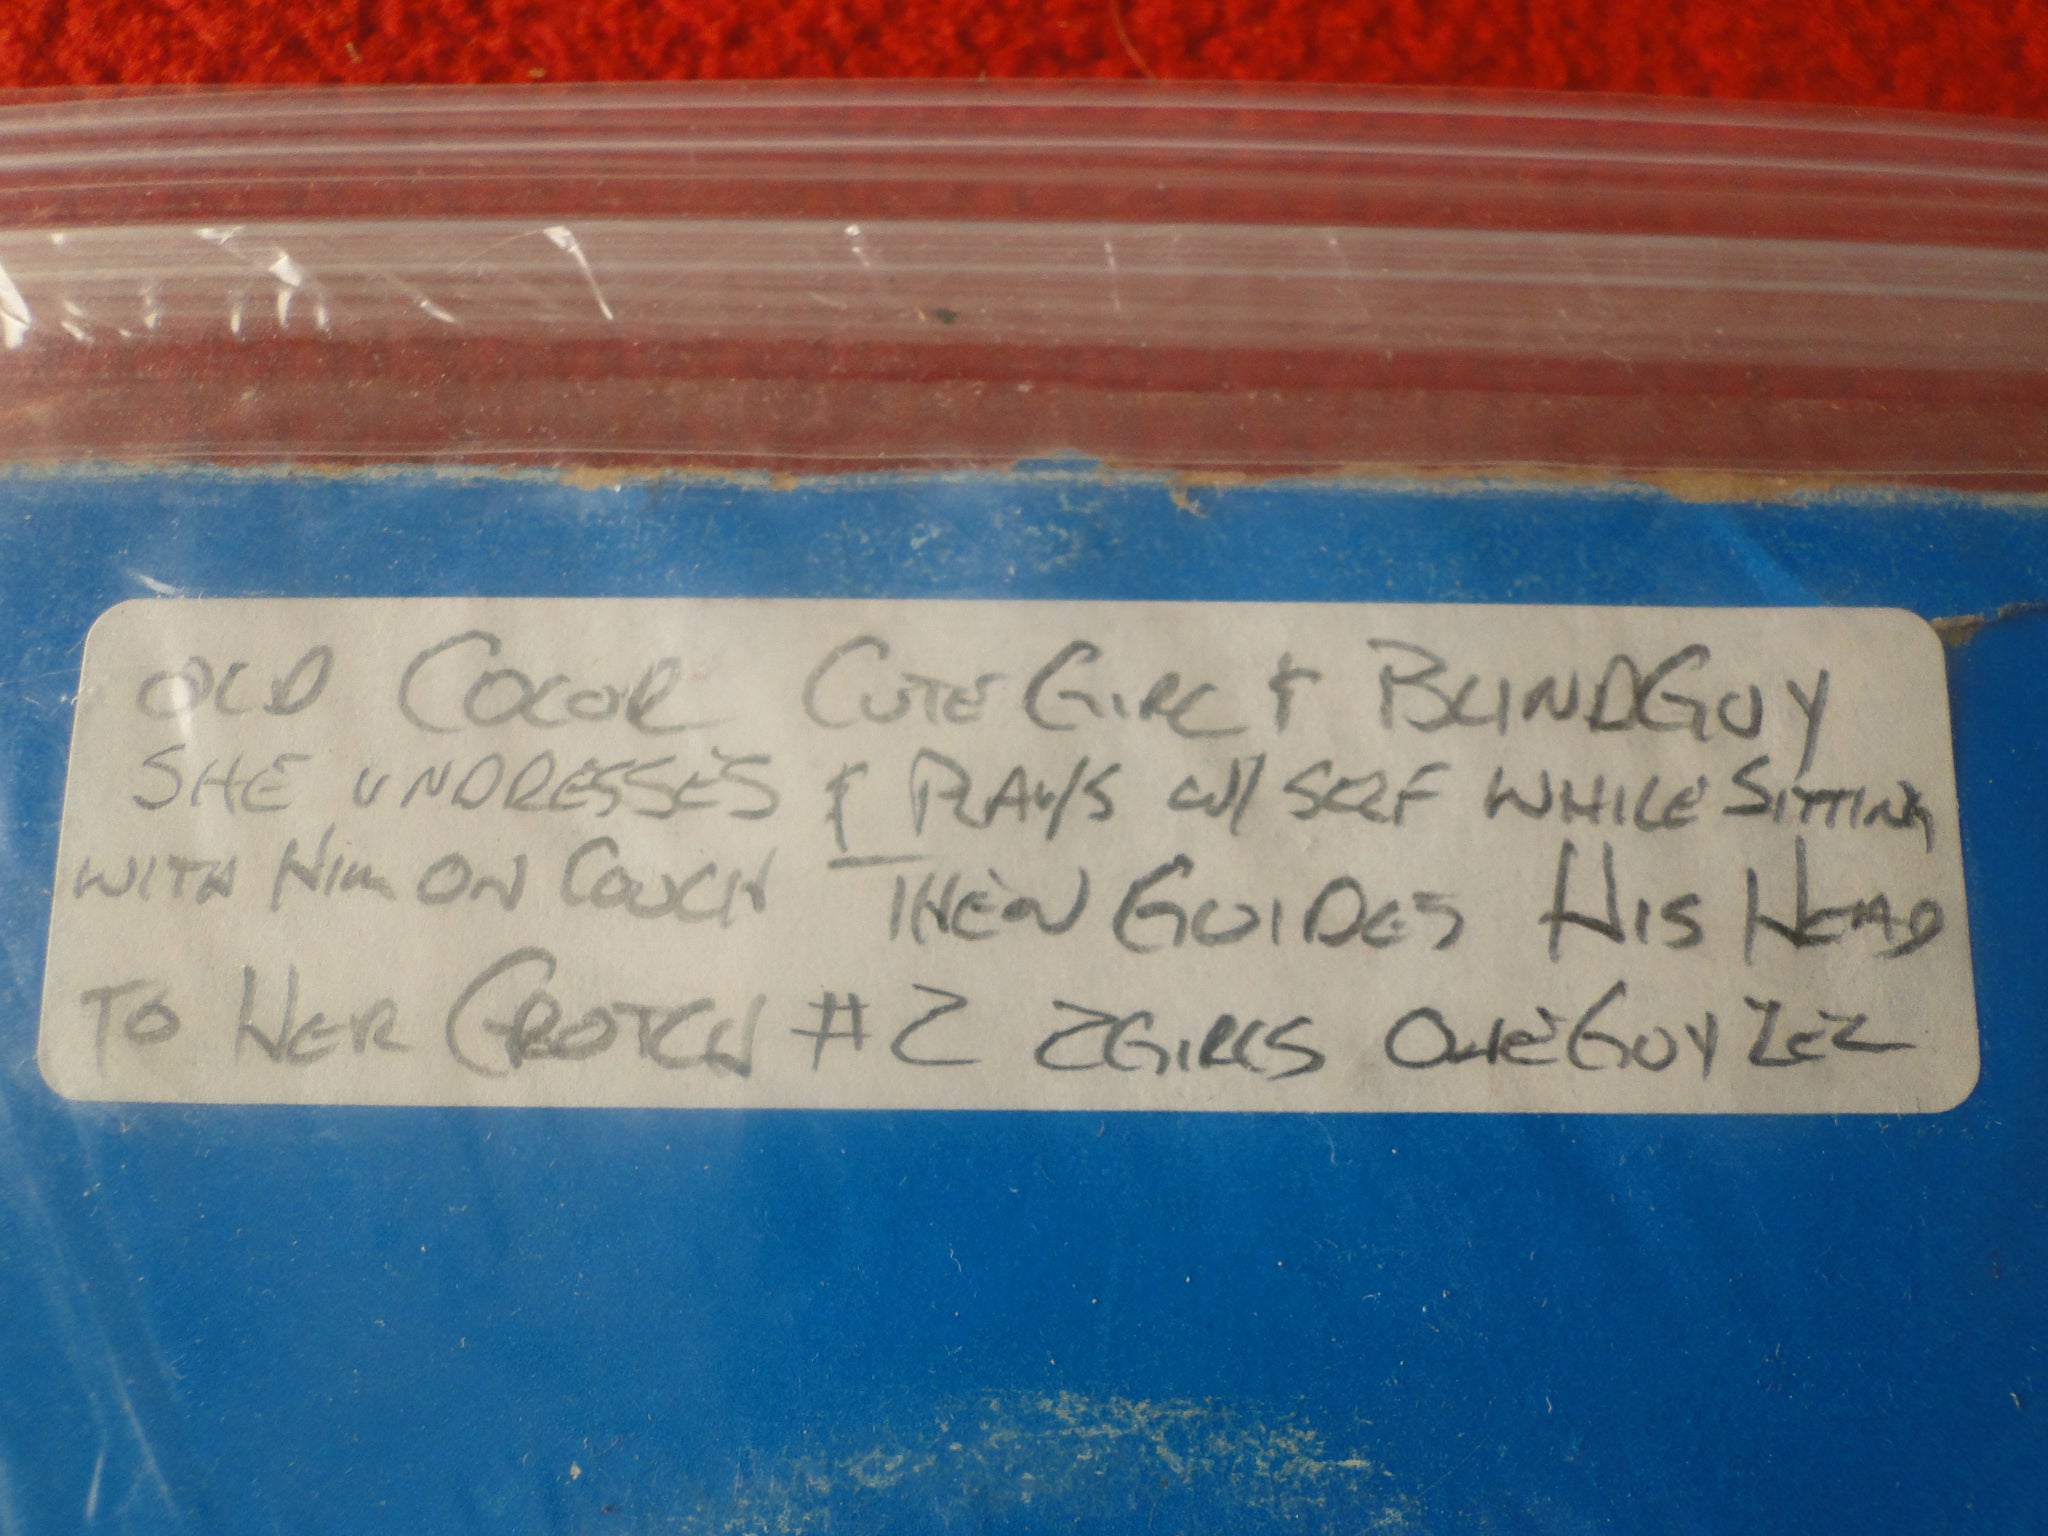 OLD COLOR CUTE GIRL & BLIND GUY
SHE UNDRESSES & PLAYS W/ SELF WHILE SITTING
WITH HIM ON COUCH THEN GUIDES HIS HEAD
TO HER CROTCH #2 2GIRLS ONE GUY